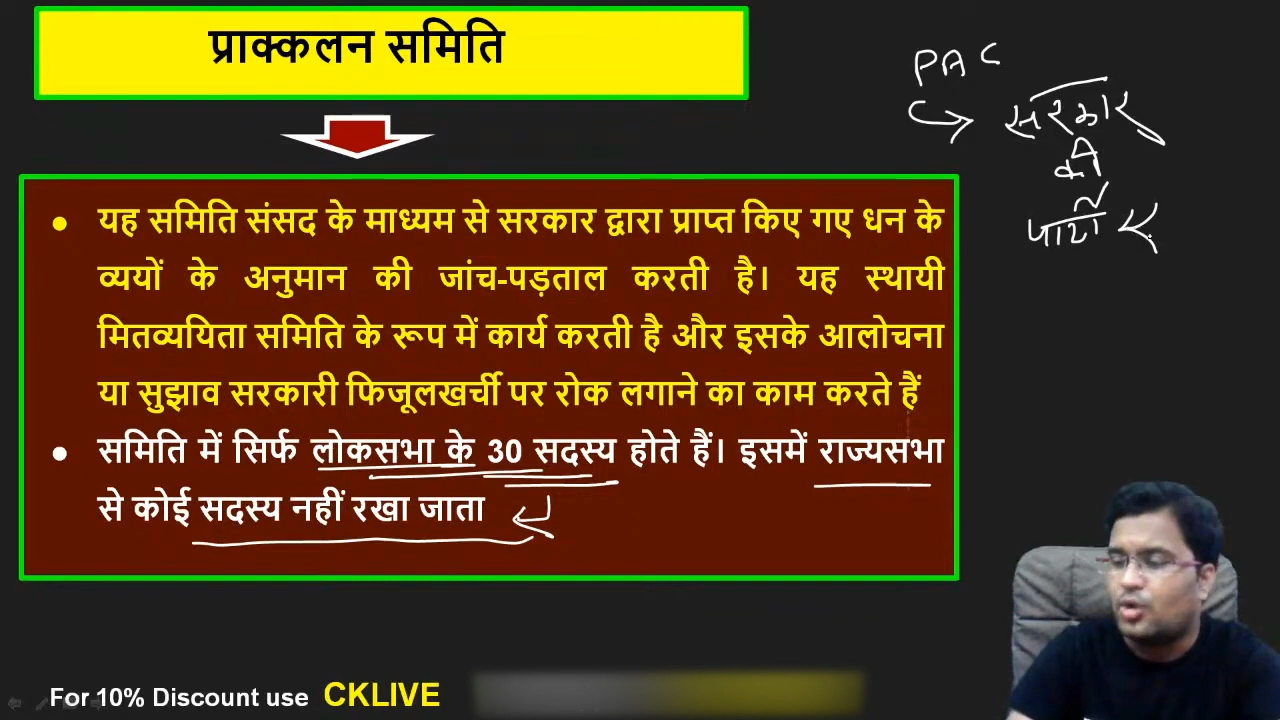 प्राक्कलन समिति
PAC
सरकार
की
यह समिति संसद के माध्यम से सरकार द्वारा प्राप्त किए गए धन के
व्ययों के अनुमान की जांच-पड़ताल करती है। यह स्थायी
मितव्ययिता समिति के रूप में कार्य करती है और इसके आलोचना
या सुझाव सरकारी फिजूलखर्ची पर रोक लगाने का काम करते हैं
समिति में सिर्फ लोकसभा के 30 सदस्य होते हैं। इसमें राज्यसभा
से कोई सदस्य नहीं रखा जाता
For 10% Discount use CKLIVE